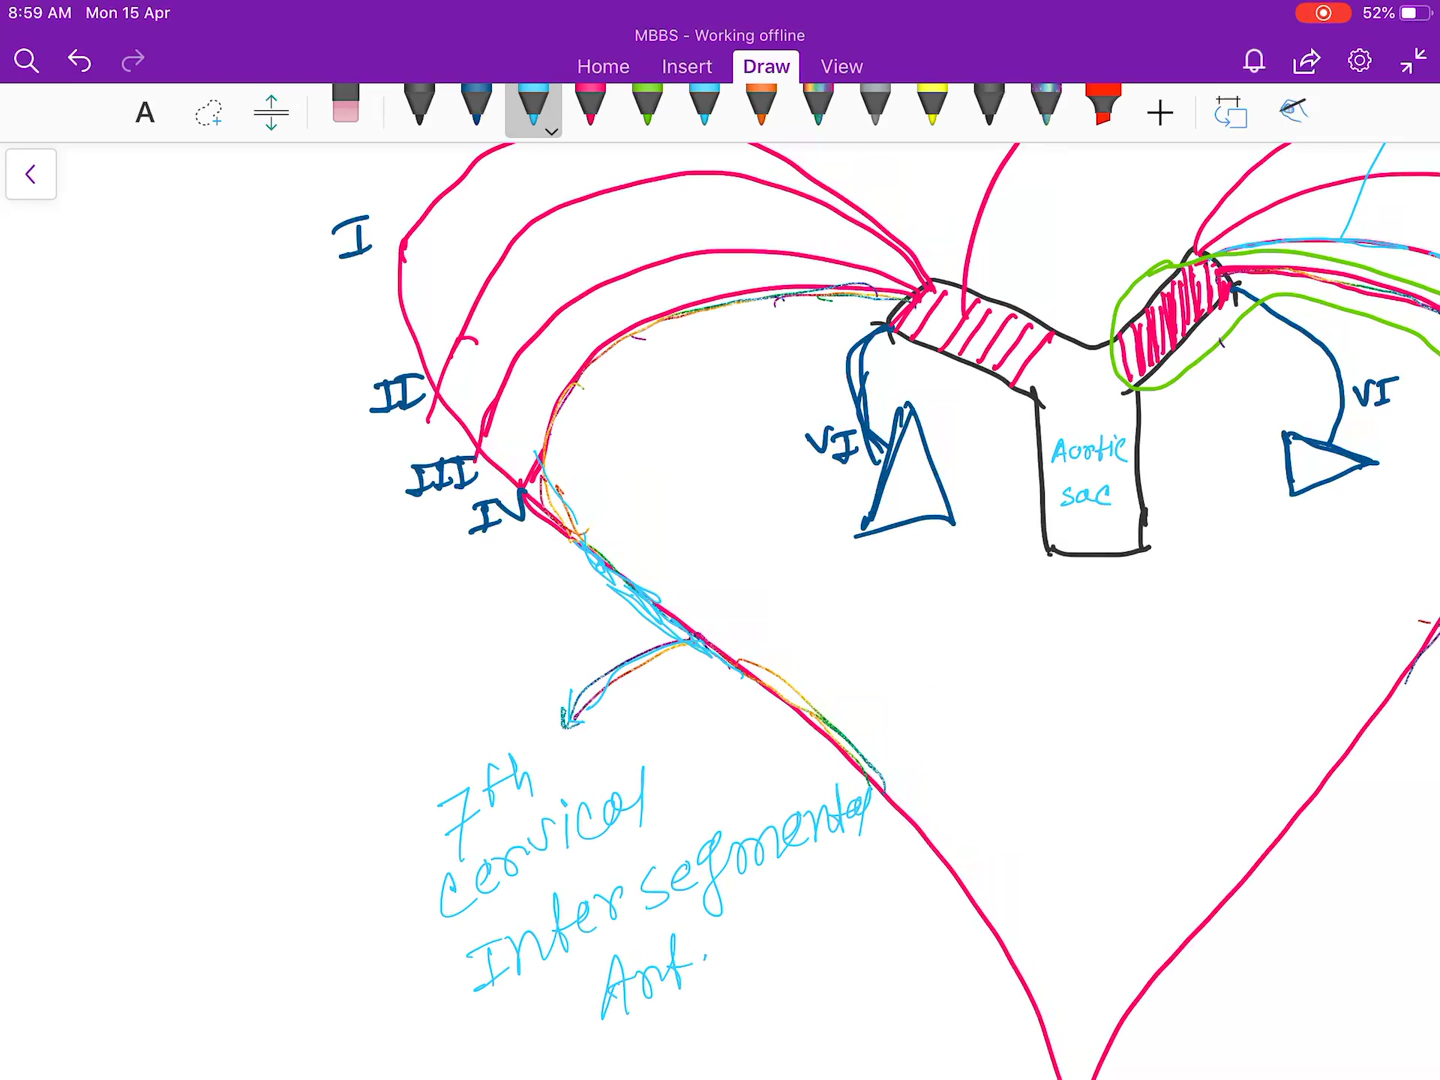 8:59 AM Mon 15 Apr
52%
MBBS - Working offline
Home Insert Draw View
A
I
II
III
IV
VI
VI
Aortic
sac
7th
cervical
Intersegmental
Art.